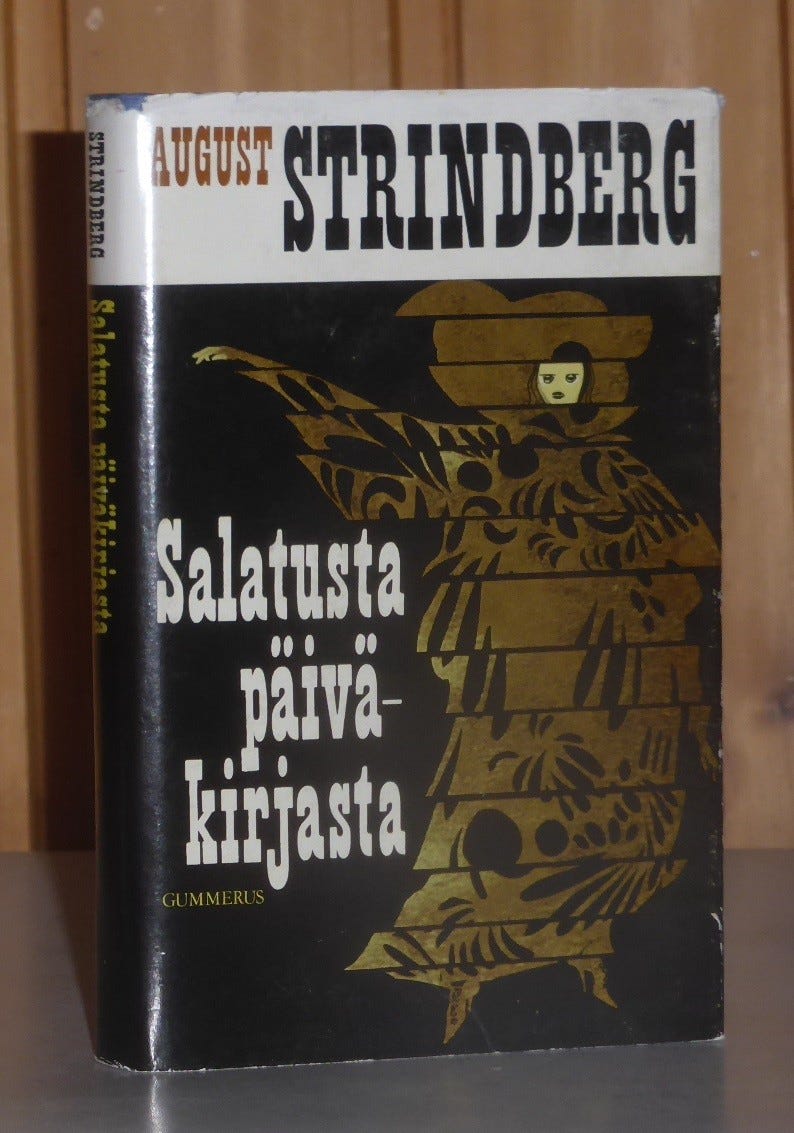 AUGUST STRINDBERG
Salatusta
päivä-
kirjasta
GUMMERUS
STRINDBERG
Salatusta päiväkirjasta